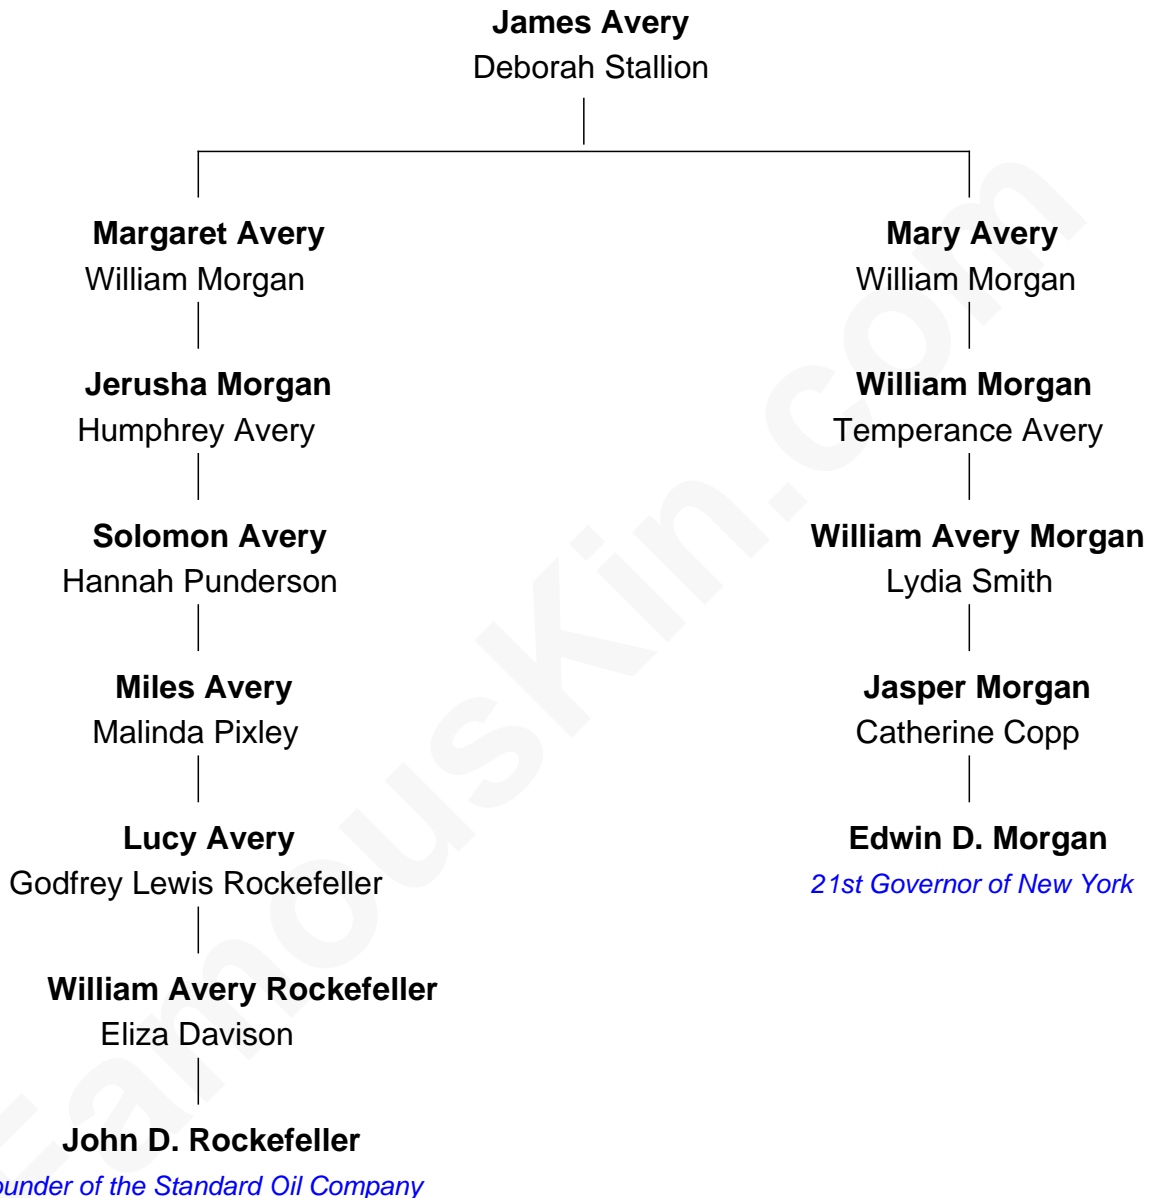 James Avery
Deborah Stallion
Margaret Avery
William Morgan
Mary Avery
William Morgan
Jerusha Morgan
Humphrey Avery
William Morgan
Temperance Avery
Solomon Avery
Hannah Punderson
William Avery Morgan
Lydia Smith
Miles Avery
Malinda Pixley
Jasper Morgan
Catherine Copp
Lucy Avery
Godfrey Lewis Rockefeller
Edwin D. Morgan
21st Governor of New York
William Avery Rockefeller
Eliza Davison
John D. Rockefeller
ounder of the Standard Oil Company
FamousKin.com